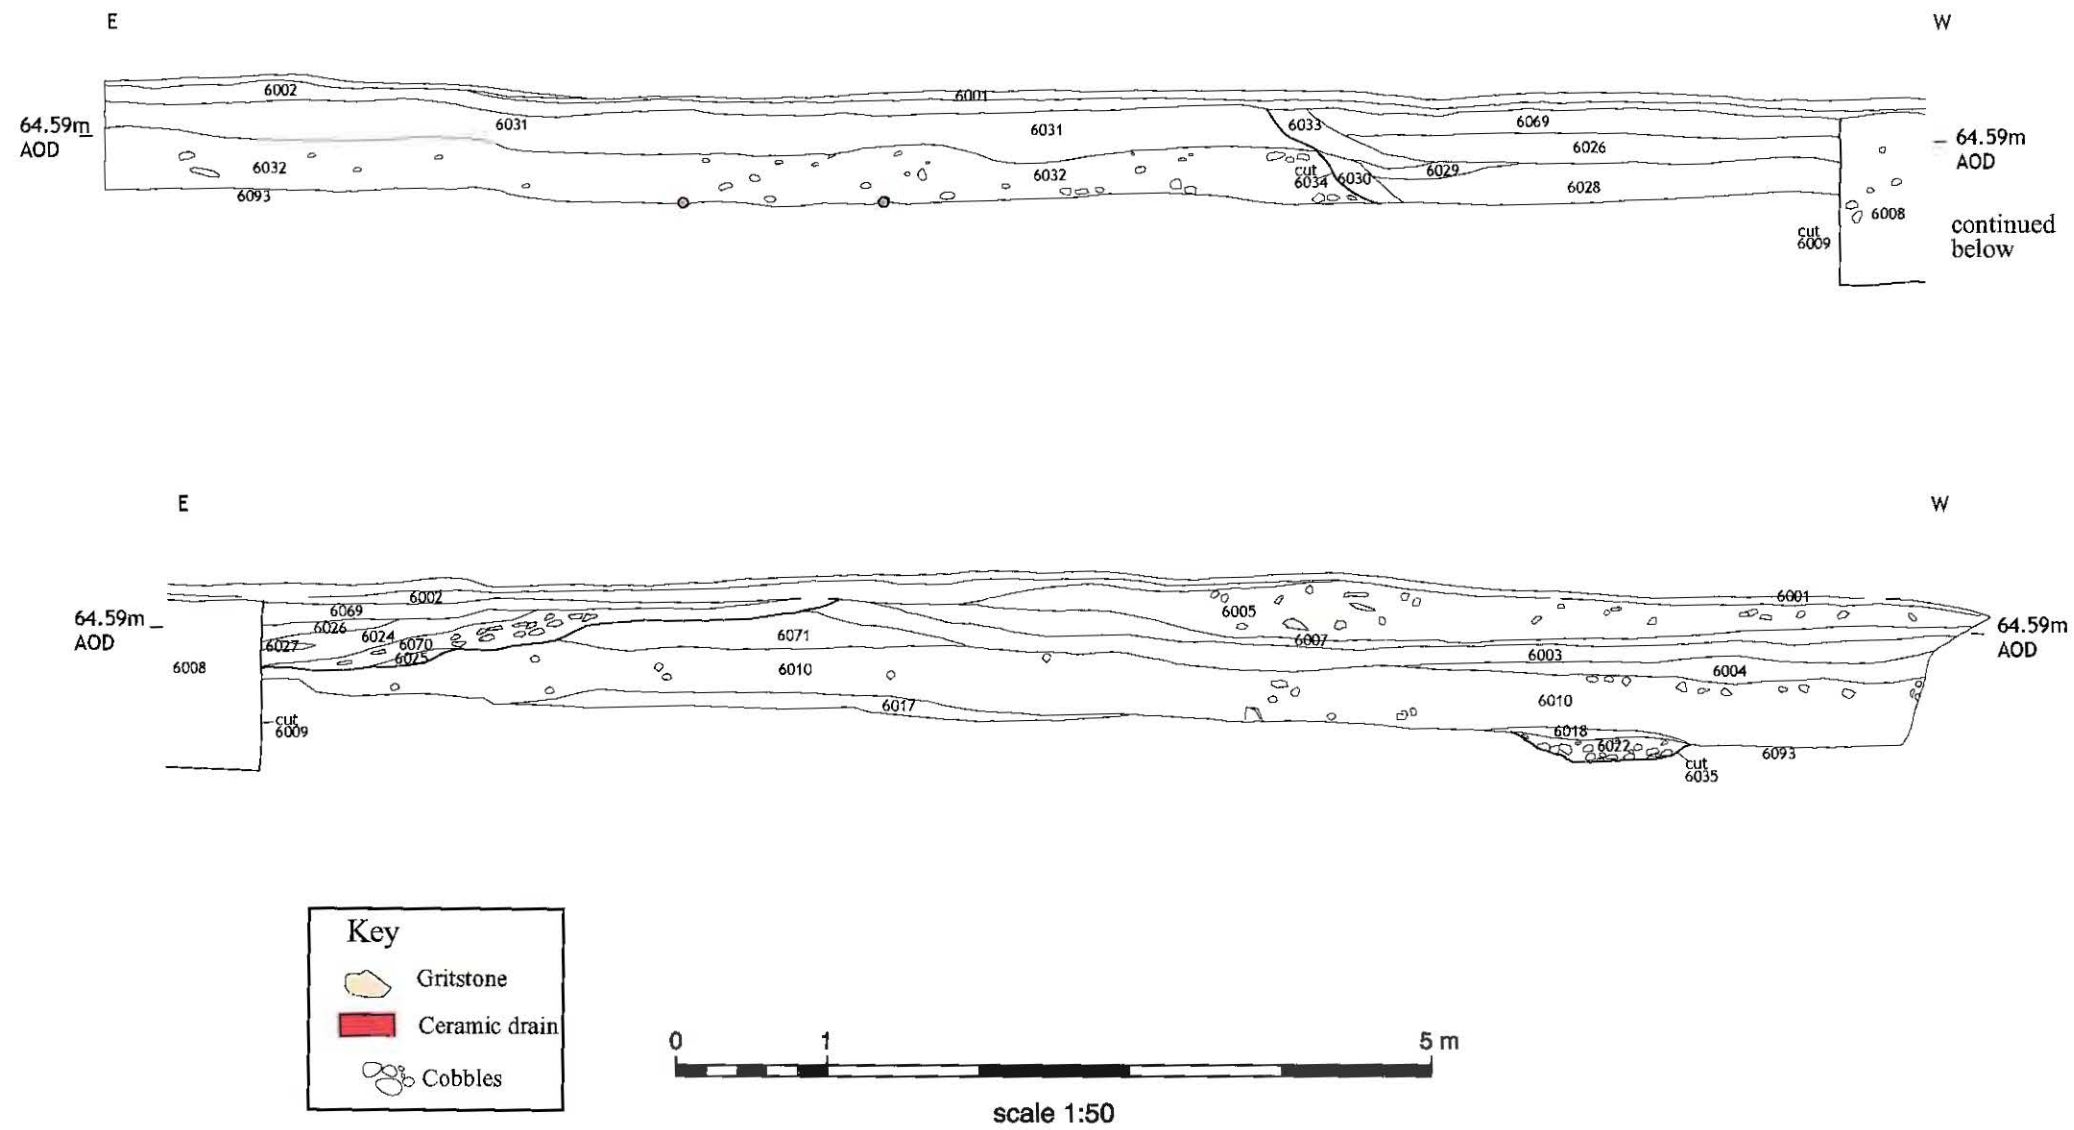 E
W
6002
6001
64.59m
AOD
6031
6031
6033
6069
6026
64.59m
AOD
6032
6032
cut
6034
6030
6029
6028
6093
6008
cut
6009
continued
below
E
W
6002
6001
6069
6005
64.59m
AOD
6026
6024
6027
6070
6025
6071
6007
64.59m
AOD
6003
6008
6010
6004
6010
6017
cut
6009
6018
6022
6093
cut
6035
Key
Gritstone
Ceramic drain
Cobbles
0
1
5 m
scale 1:50